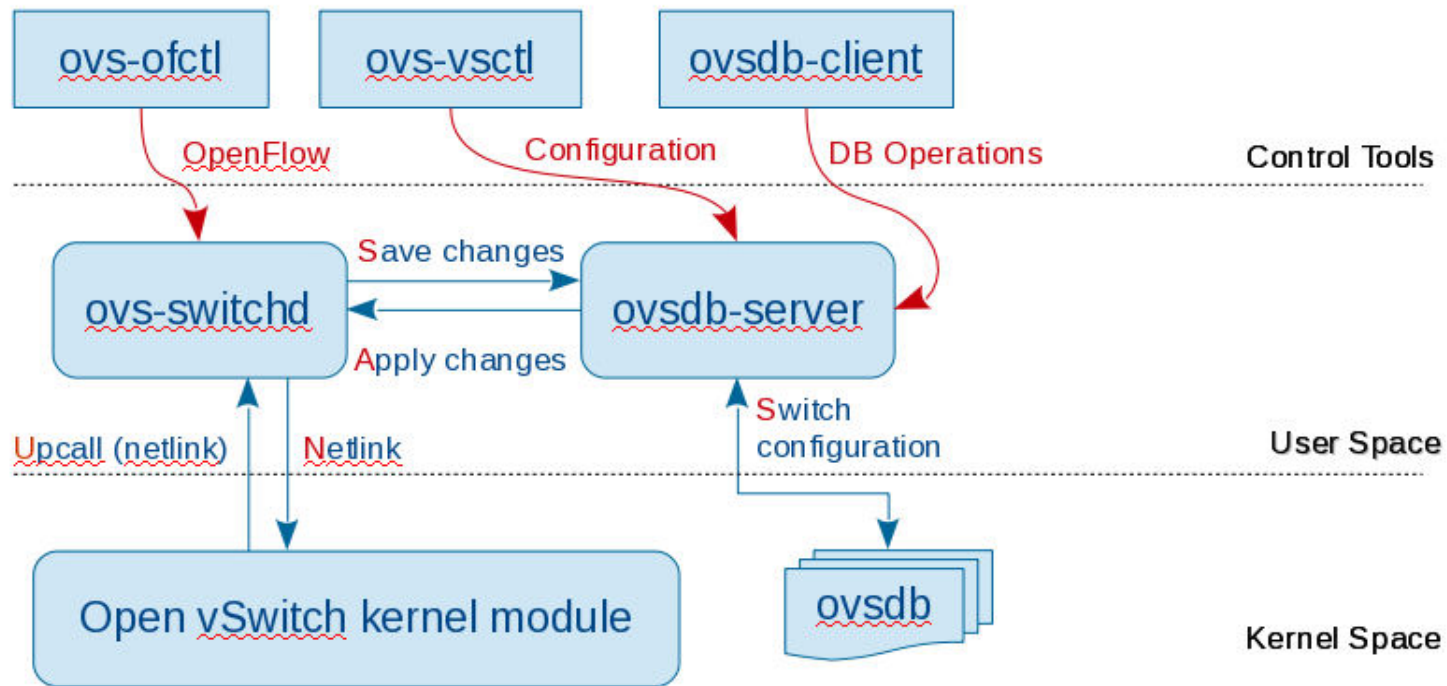 ovs-ofctl
ovs-vsctl
ovsdb-client
OpenFlow
Configuration
DB Operations
Control Tools
Save changes
ovs-switchd
ovsdb-server
Apply changes
Switch
configuration
Upcall (netlink)
Netlink
User Space
Open vSwitch kernel module
ovsdb
Kernel Space